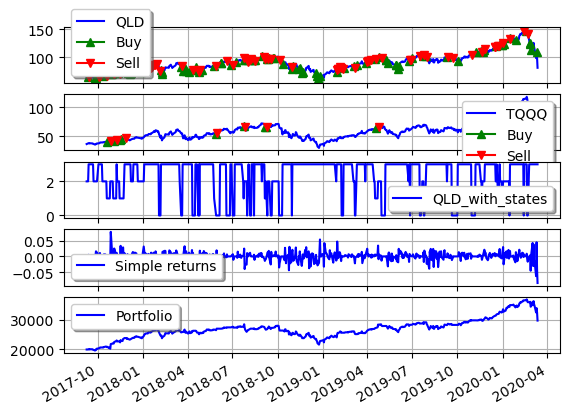 150
100
QLD
Buy
Sell
100
50
TQQQ
Buy
Sell
2
0
QLD_with_states
0.05
0.00
−0.05
Simple returns
30000
20000
Portfolio
2017-10
2018-01
2018-04
2018-07
2018-10
2019-01
2019-04
2019-07
2019-10
2020-01
2020-04